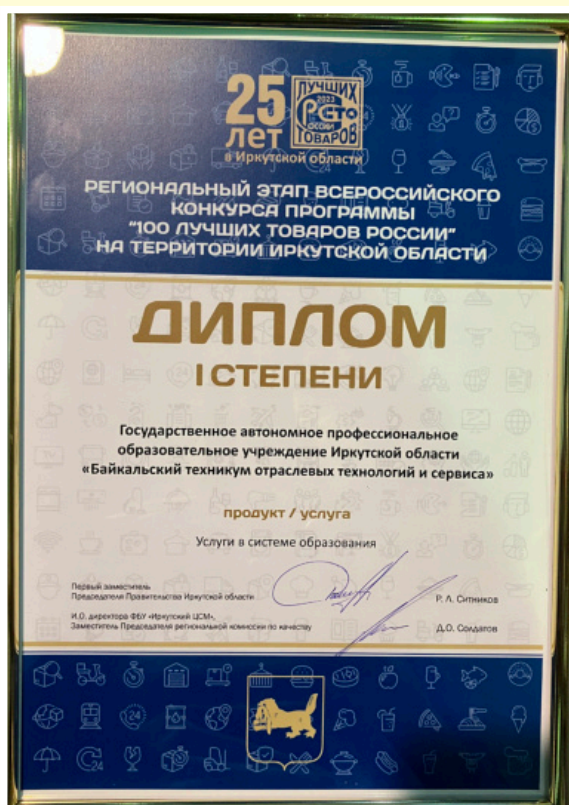 25
лет
в Иркутской области
ЛУЧШИХ
2023
СТО
РОССИИ
ТОВАРОВ
РЕГИОНАЛЬНЫЙ ЭТАП ВСЕРОССИЙСКОГО
КОНКУРСА ПРОГРАММЫ
"100 ЛУЧШИХ ТОВАРОВ РОССИИ"
НА ТЕРРИТОРИИ ИРКУТСКОЙ ОБЛАСТИ
ДИПЛОМ
I СТЕПЕНИ
Государственное автономное профессиональное
образовательное учреждение Иркутской области
«Байкальский техникум отраслевых технологий и сервиса»
продукт / услуга
Услуги в системе образования
Первый заместитель
Председателя Правительства Иркутской области
Р. Л. Ситников
И.О. директора ФБУ «Иркутский ЦСМ»,
Заместитель Председателя региональной комиссии по качеству
Д.О. Солдатов